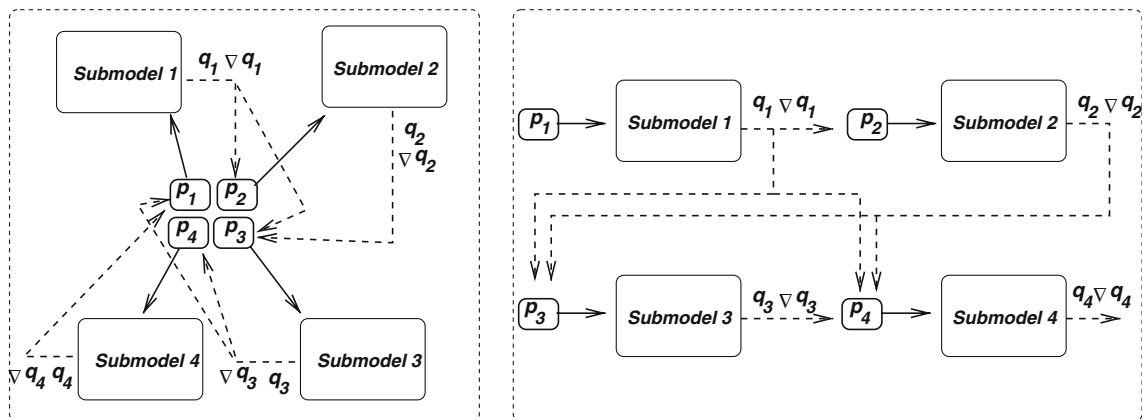 Submodel 1
q1 ∇ q1
Submodel 2
q2
∇ q2
p1
p2
p4
p3
Submodel 4
∇ q4 q4
∇ q3 q3
Submodel 3
p1
Submodel 1
q1 ∇ q1
p2
Submodel 2
q2 ∇ q2
p3
Submodel 3
q3 ∇ q3
p4
Submodel 4
q4 ∇ q4